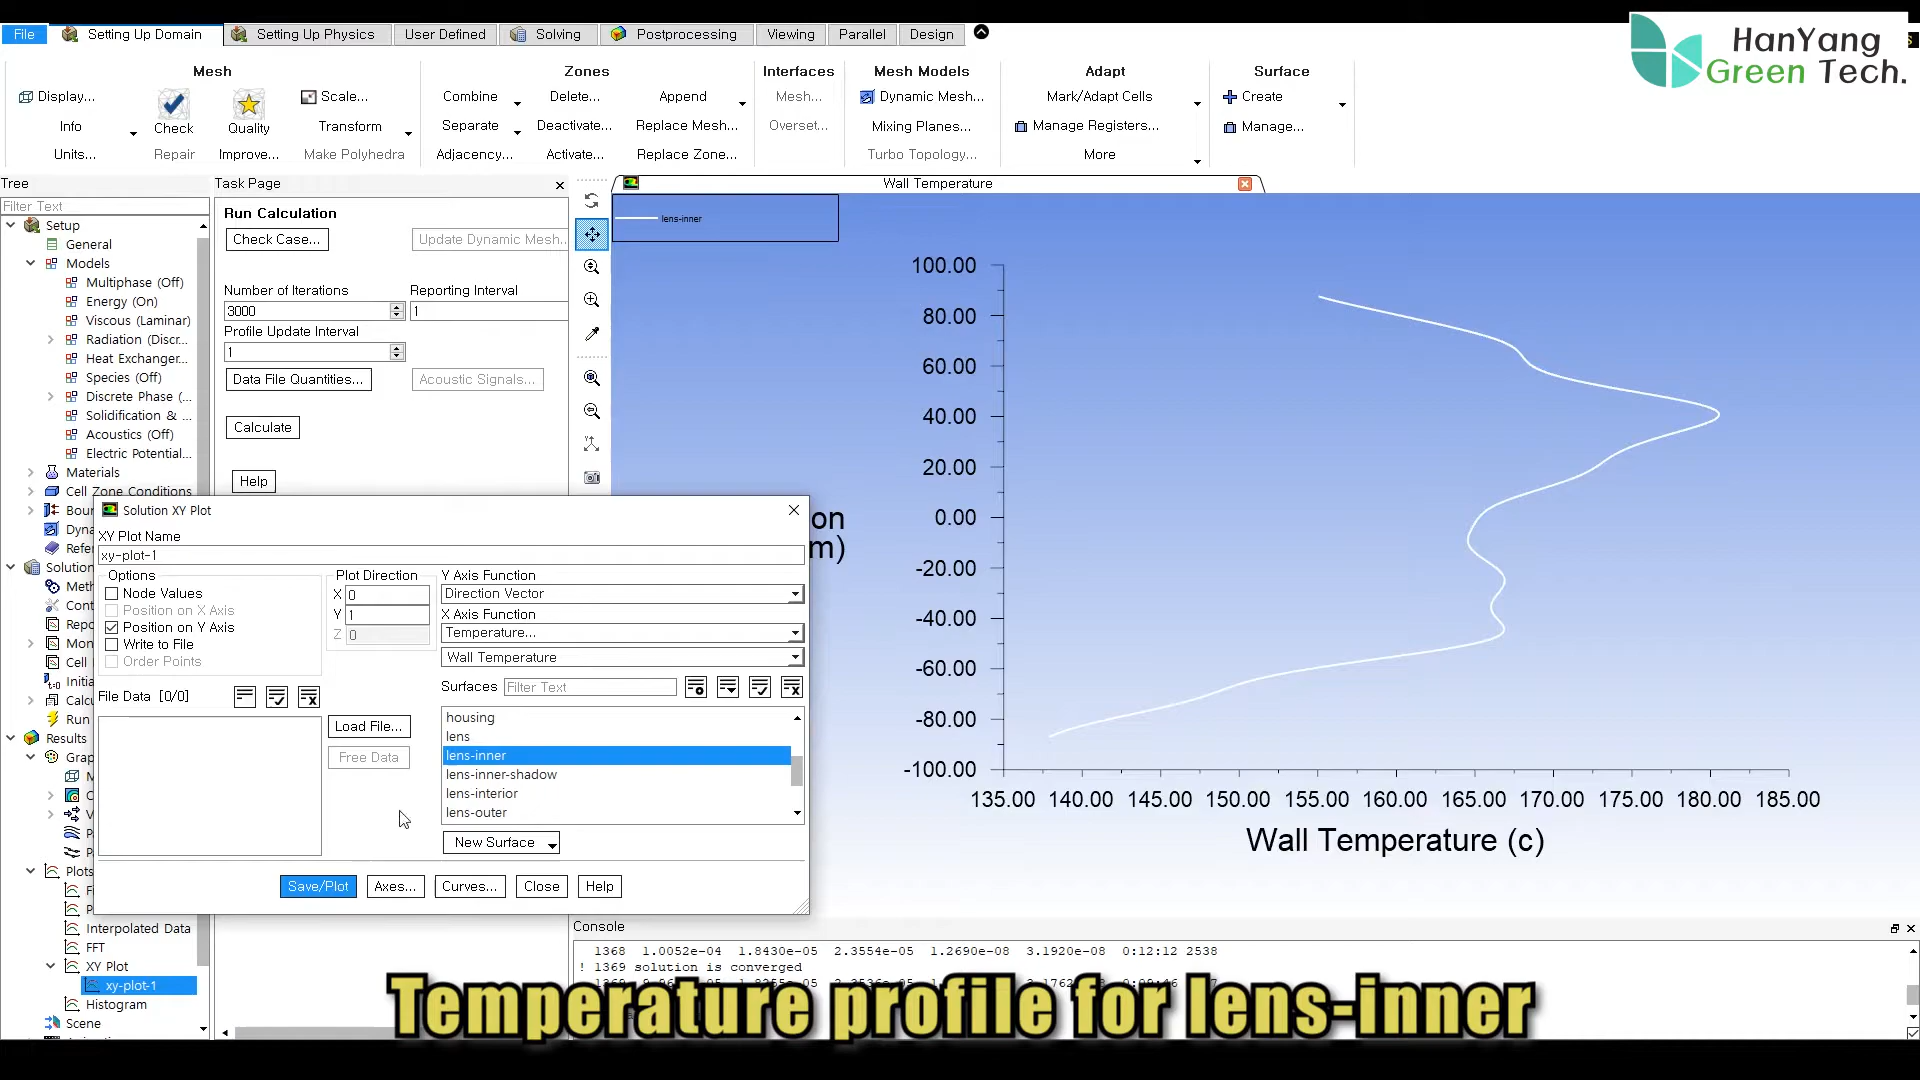 File
Setting Up Domain
Setting Up Physics
User Defined
Solving
Postprocessing
Viewing
Parallel
Design
HanYang
Green Tech.
Mesh
Zones
Interfaces
Mesh Models
Adapt
Surface
Display...
Scale...
Combine
Delete...
Append
Mesh...
Dynamic Mesh...
Mark/Adapt Cells
Create
Info
Check
Quality
Transform
Separate
Deactivate...
Replace Mesh...
Overset...
Mixing Planes...
Manage Registers...
Manage...
Units...
Repair
Improve...
Make Polyhedra
Adjacency...
Activate...
Replace Zone...
Turbo Topology...
More
Tree
Filter Text
Setup
General
Models
Multiphase (Off)
Energy (On)
Viscous (Laminar)
Radiation (Discr...
Heat Exchanger...
Species (Off)
Discrete Phase (...
Solidification & ...
Acoustics (Off)
Electric Potential...
Materials
Cell Zone Conditions
Bou
Dyna
Refe
Solution
Meth
Cont
Repo
Mon
Cell
Initia
Calcu
Run
Results
Grap
M
C
V
P
P
Plots
F
P
Interpolated Data
FFT
XY Plot
xy-plot-1
Histogram
Scene
Task Page
Run Calculation
Check Case...
Update Dynamic Mesh...
Number of Iterations
Reporting Interval
3000
1
Profile Update Interval
1
Data File Quantities...
Acoustic Signals...
Calculate
Help
Solution XY Plot
XY Plot Name
xy-plot-1
Options
Node Values
Position on X Axis
Position on Y Axis
Write to File
Order Points
Plot Direction
X 0
Y 1
Z 0
Y Axis Function
Direction Vector
X Axis Function
Temperature...
Wall Temperature
File Data [0/0]
Load File...
Free Data
Surfaces
Filter Text
housing
lens
lens-inner
lens-inner-shadow
lens-interior
lens-outer
New Surface
Save/Plot
Axes...
Curves...
Close
Help
Wall Temperature
lens-inner
100.00
80.00
60.00
40.00
20.00
0.00
-20.00
-40.00
-60.00
-80.00
-100.00
on
m)
135.00 140.00 145.00 150.00 155.00 160.00 165.00 170.00 175.00 180.00 185.00
Wall Temperature (c)
Console
1368 1.0052e-04 1.8430e-05 2.3554e-05 1.2690e-08 3.1920e-08 0:12:12 2538
! 1369 solution is converged
Temperature profile for lens-inner